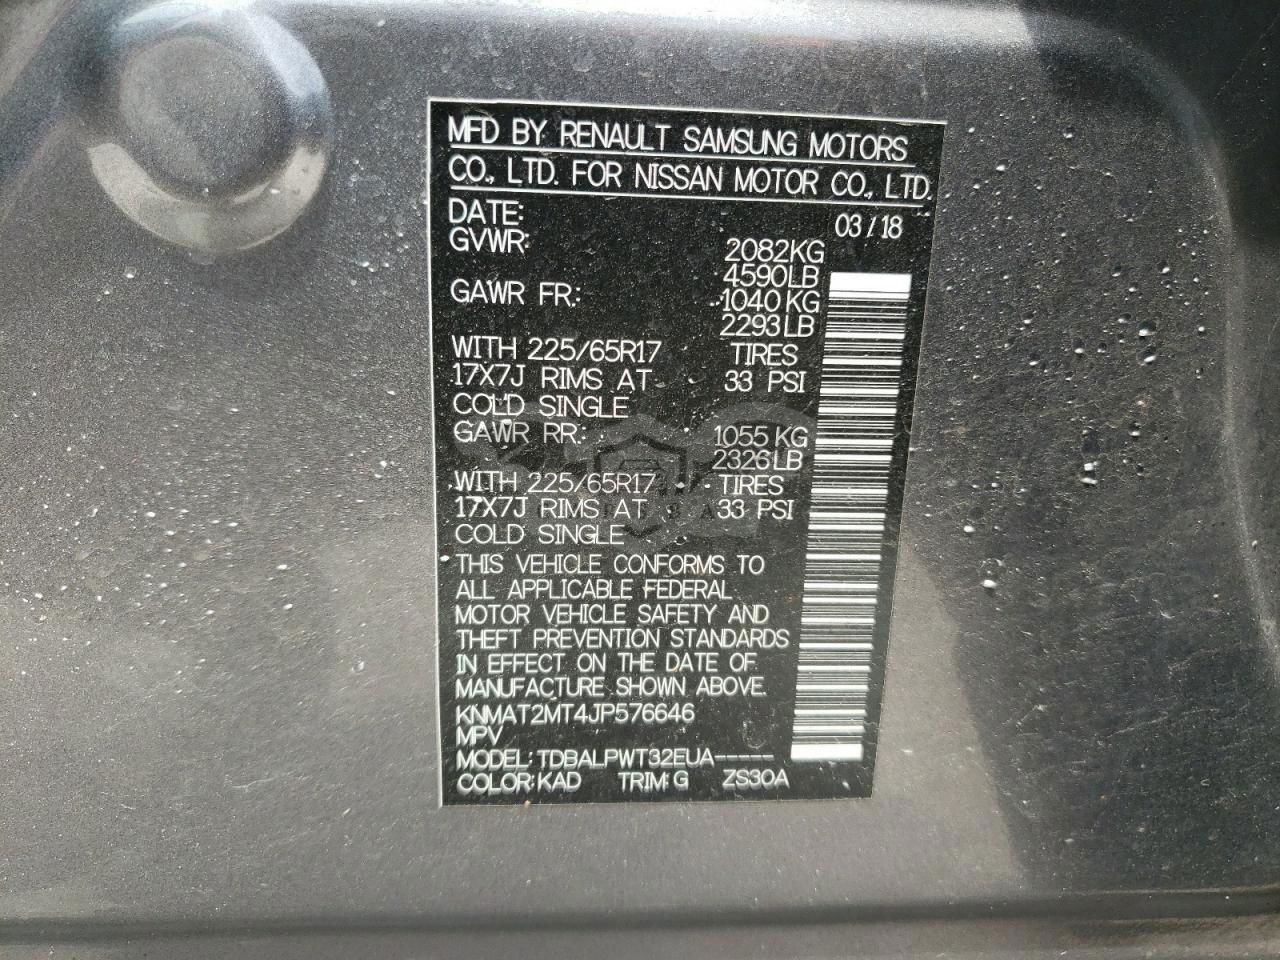 MFD BY RENAULT SAMSUNG MOTORS
CO., LTD. FOR NISSAN MOTOR CO., LTD.
DATE: 03 / 18
GVWR: 2082KG
4590LB
GAWR FR: 1040 KG
2293LB
WITH 225/65R17 TIRES
17X7J RIMS AT 33 PSI
COLD SINGLE
GAWR RR: 1055 KG
2326LB
WITH 225/65R17 TIRES
17X7J RIMS AT 33 PSI
COLD SINGLE
THIS VEHICLE CONFORMS TO
ALL APPLICABLE FEDERAL
MOTOR VEHICLE SAFETY AND
THEFT PREVENTION STANDARDS
IN EFFECT ON THE DATE OF
MANUFACTURE SHOWN ABOVE.
KNMAT2MT4JP576646
MPV
MODEL: TDBALPWT32EUA-----
COLOR: KAD TRIM: G ZS30A